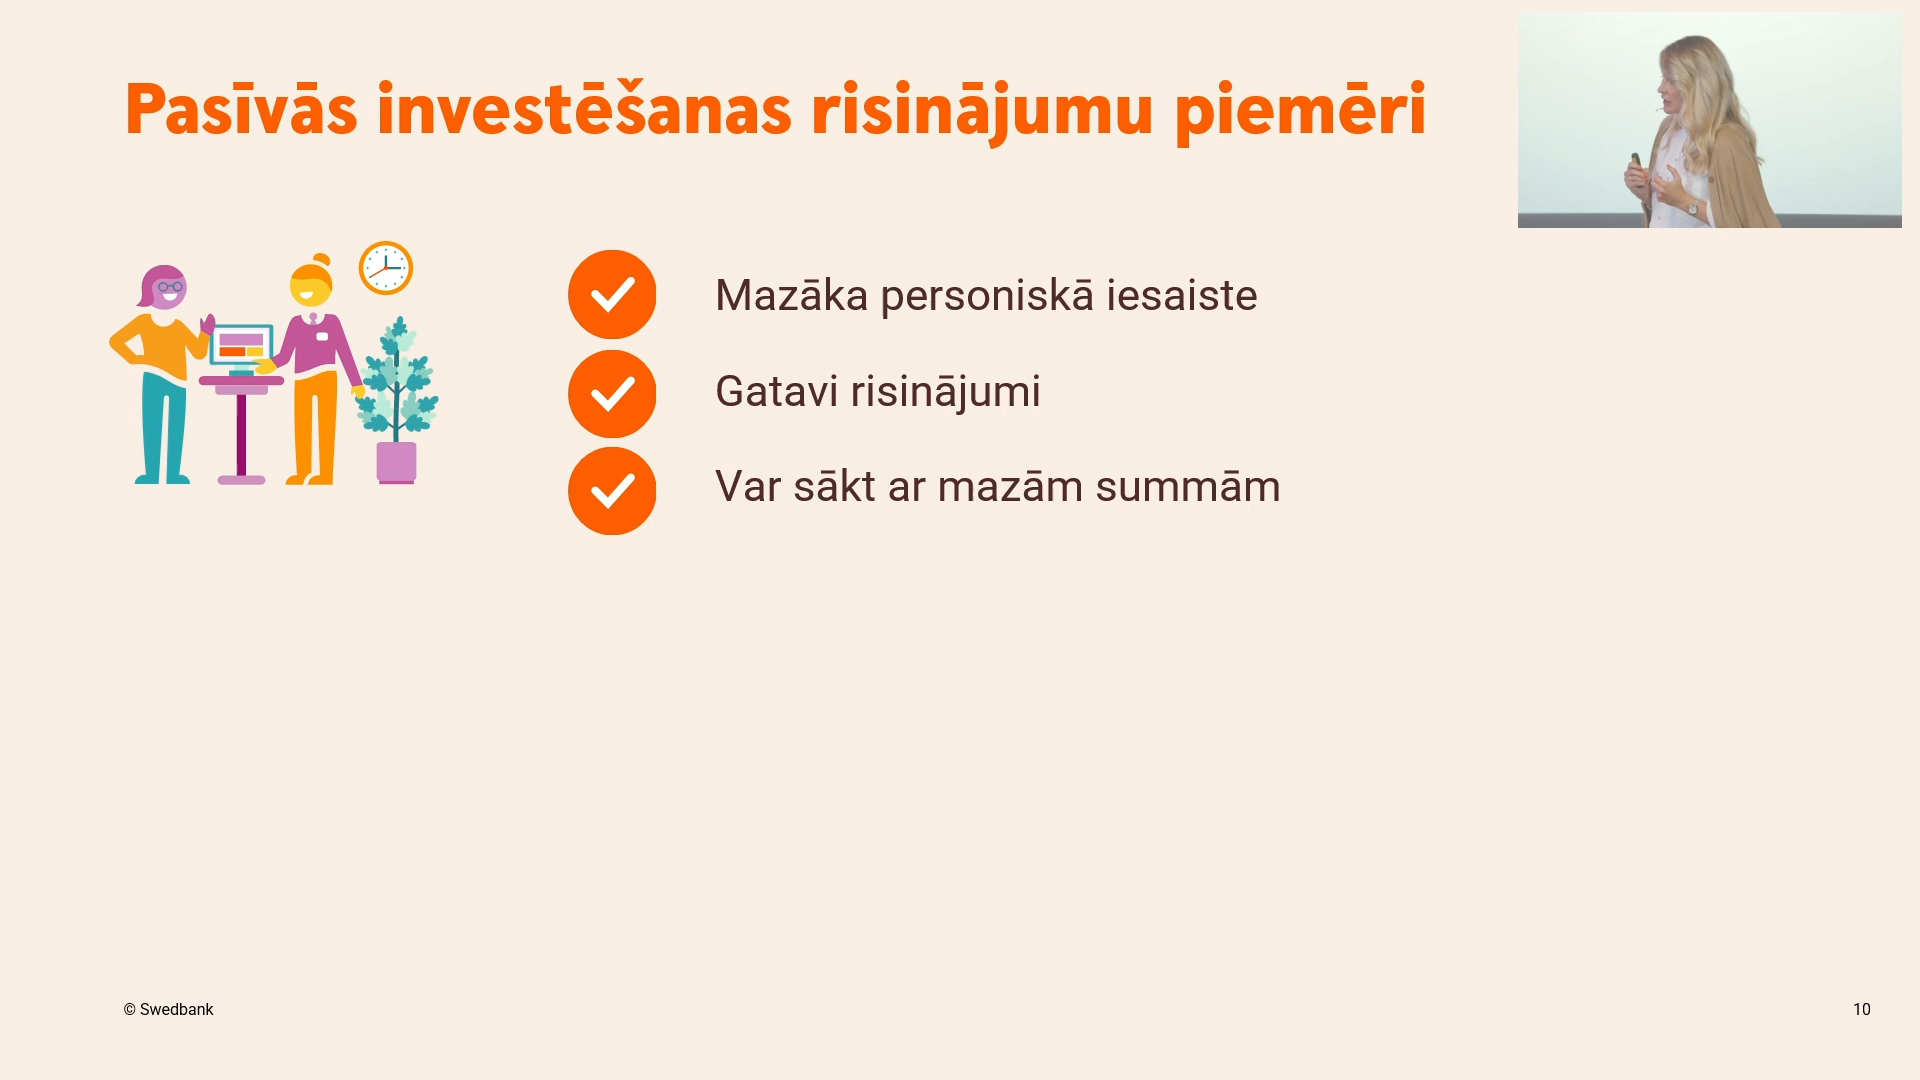 Pasīvās investēšanas risinājumu piemēri
Mazāka personiskā iesaiste
Gatavi risinājumi
Var sākt ar mazām summām
© Swedbank
10